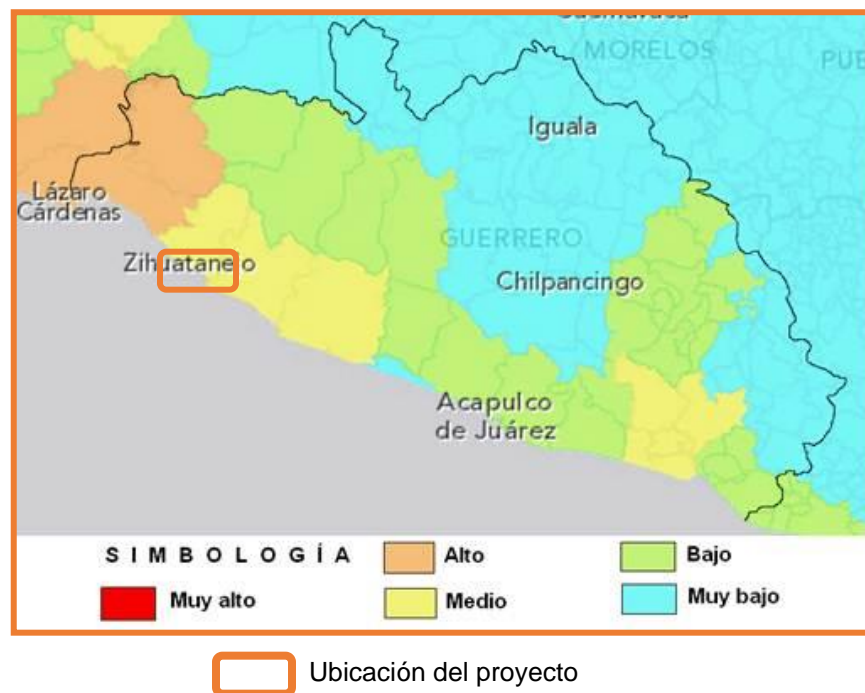 MORELOS
PUE
Iguala
Lázaro
Cárdenas
GUERRERO
Zihuatanejo
Chilpancingo
Acapulco
de Juárez
SIMBOLOGÍA
Alto
Bajo
Muy alto
Medio
Muy bajo
Ubicación del proyecto